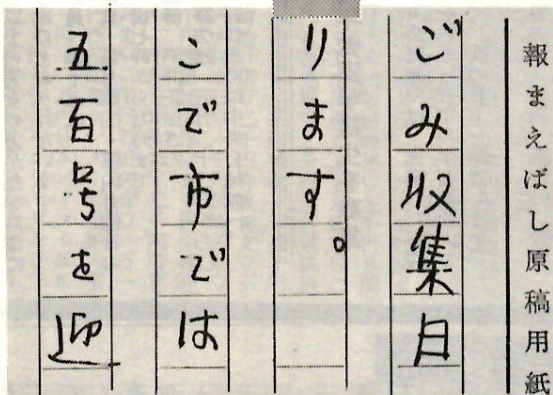 報まえばし原稿用紙
ごみ収集日
ります。
こで市では
五百号を迎